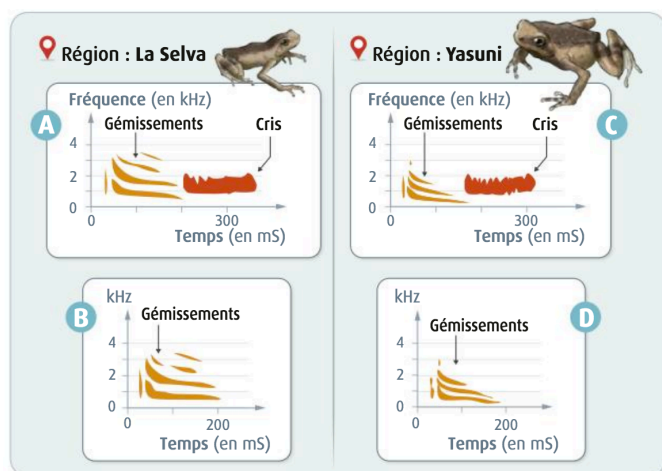 Région : La Selva
A
Fréquence (en kHz)
Gémissements
Cris
4
2
0
0
300
Temps (en mS)
B
kHz
Gémissements
4
2
0
0
200
Temps (en mS)
Région : Yasuni
C
Fréquence (en kHz)
Gémissements
Cris
4
2
0
0
300
Temps (en mS)
D
kHz
Gémissements
4
2
0
0
200
Temps (en mS)